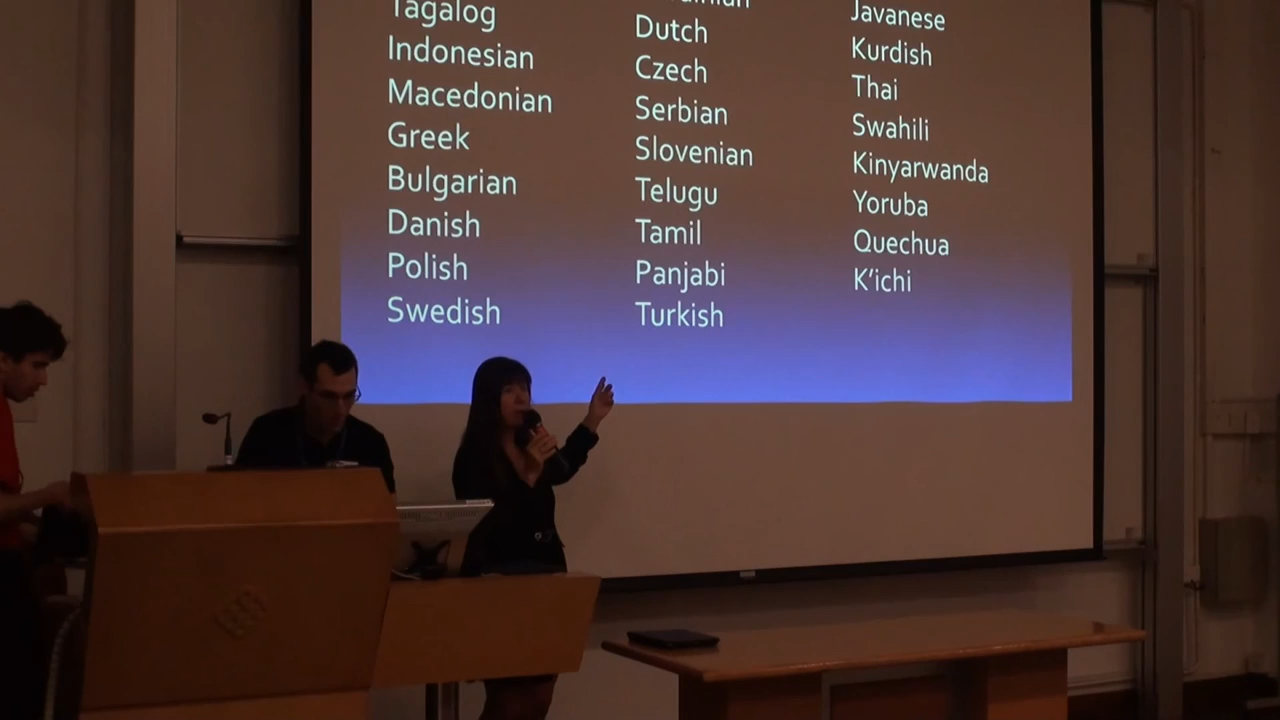 Tagalog
Indonesian
Macedonian
Greek
Bulgarian
Danish
Polish
Swedish
Dutch
Czech
Serbian
Slovenian
Telugu
Tamil
Panjabi
Turkish
Javanese
Kurdish
Thai
Swahili
Kinyarwanda
Yoruba
Quechua
K'ichi